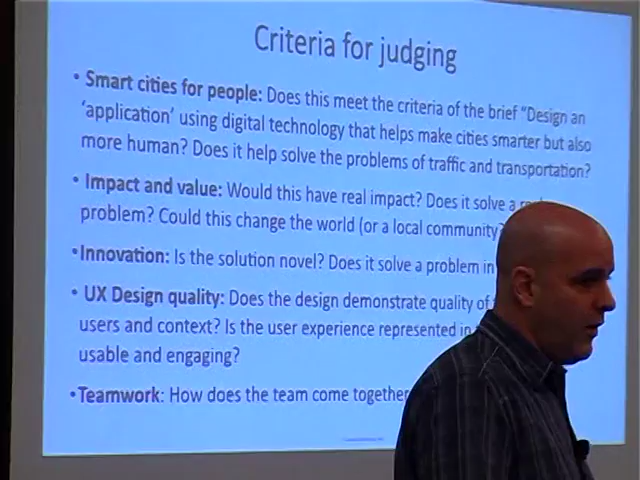 Criteria for judging
• Smart cities for people: Does this meet the criteria of the brief “Design an
‘application’ using digital technology that helps make cities smarter but also
more human? Does it help solve the problems of traffic and transportation?
• Impact and value: Would this have real impact? Does it solve a
problem? Could this change the world (or a local community
•Innovation: Is the solution novel? Does it solve a problem in
• UX Design quality: Does the design demonstrate quality of
users and context? Is the user experience represented in
usable and engaging?
•Teamwork: How does the team come together